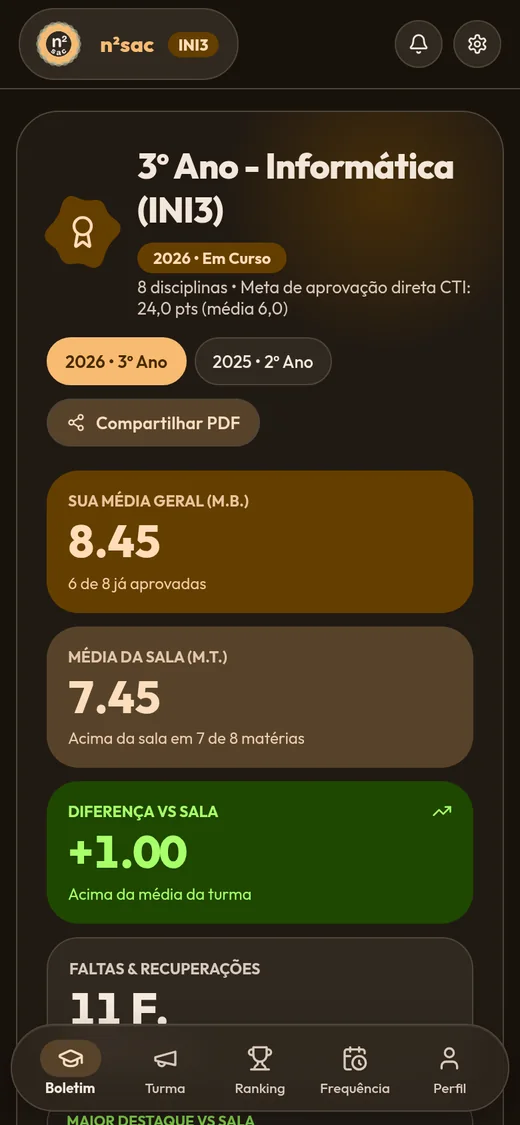 n²
sac
n²sac
INI3
3º Ano - Informática
(INI3)
2026 • Em Curso
8 disciplinas • Meta de aprovação direta CTI:
24,0 pts (média 6,0)
2026 • 3º Ano
2025 • 2º Ano
Compartilhar PDF
SUA MÉDIA GERAL (M.B.)
8.45
6 de 8 já aprovadas
MÉDIA DA SALA (M.T.)
7.45
Acima da sala em 7 de 8 matérias
DIFERENÇA VS SALA
+1.00
Acima da média da turma
FALTAS & RECUPERAÇÕES
11 F.
Boletim
Turma
Ranking
Frequência
Perfil
MAIOR DESTAQUE VS SALA